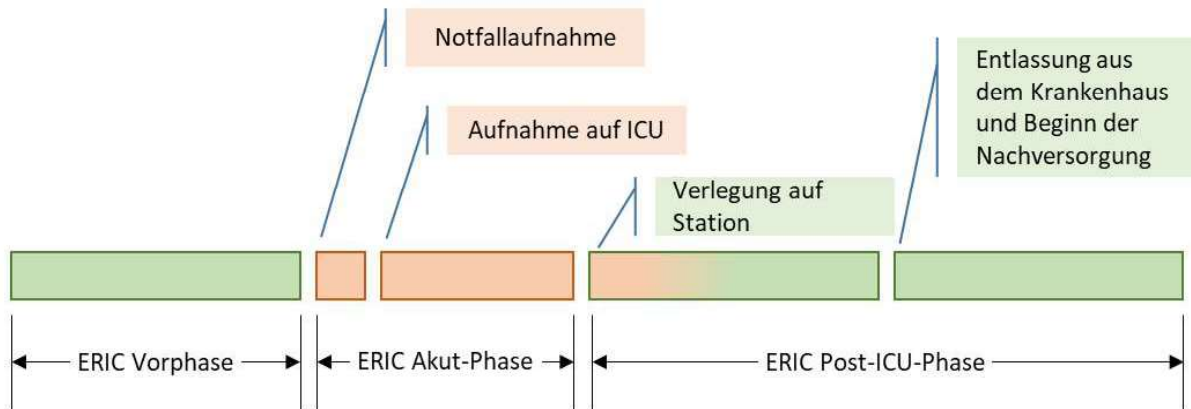 Notfallaufnahme
Aufnahme auf ICU
Verlegung auf
Station
Entlassung aus
dem Krankenhaus
und Beginn der
Nachversorgung
ERIC Vorphase
ERIC Akut-Phase
ERIC Post-ICU-Phase